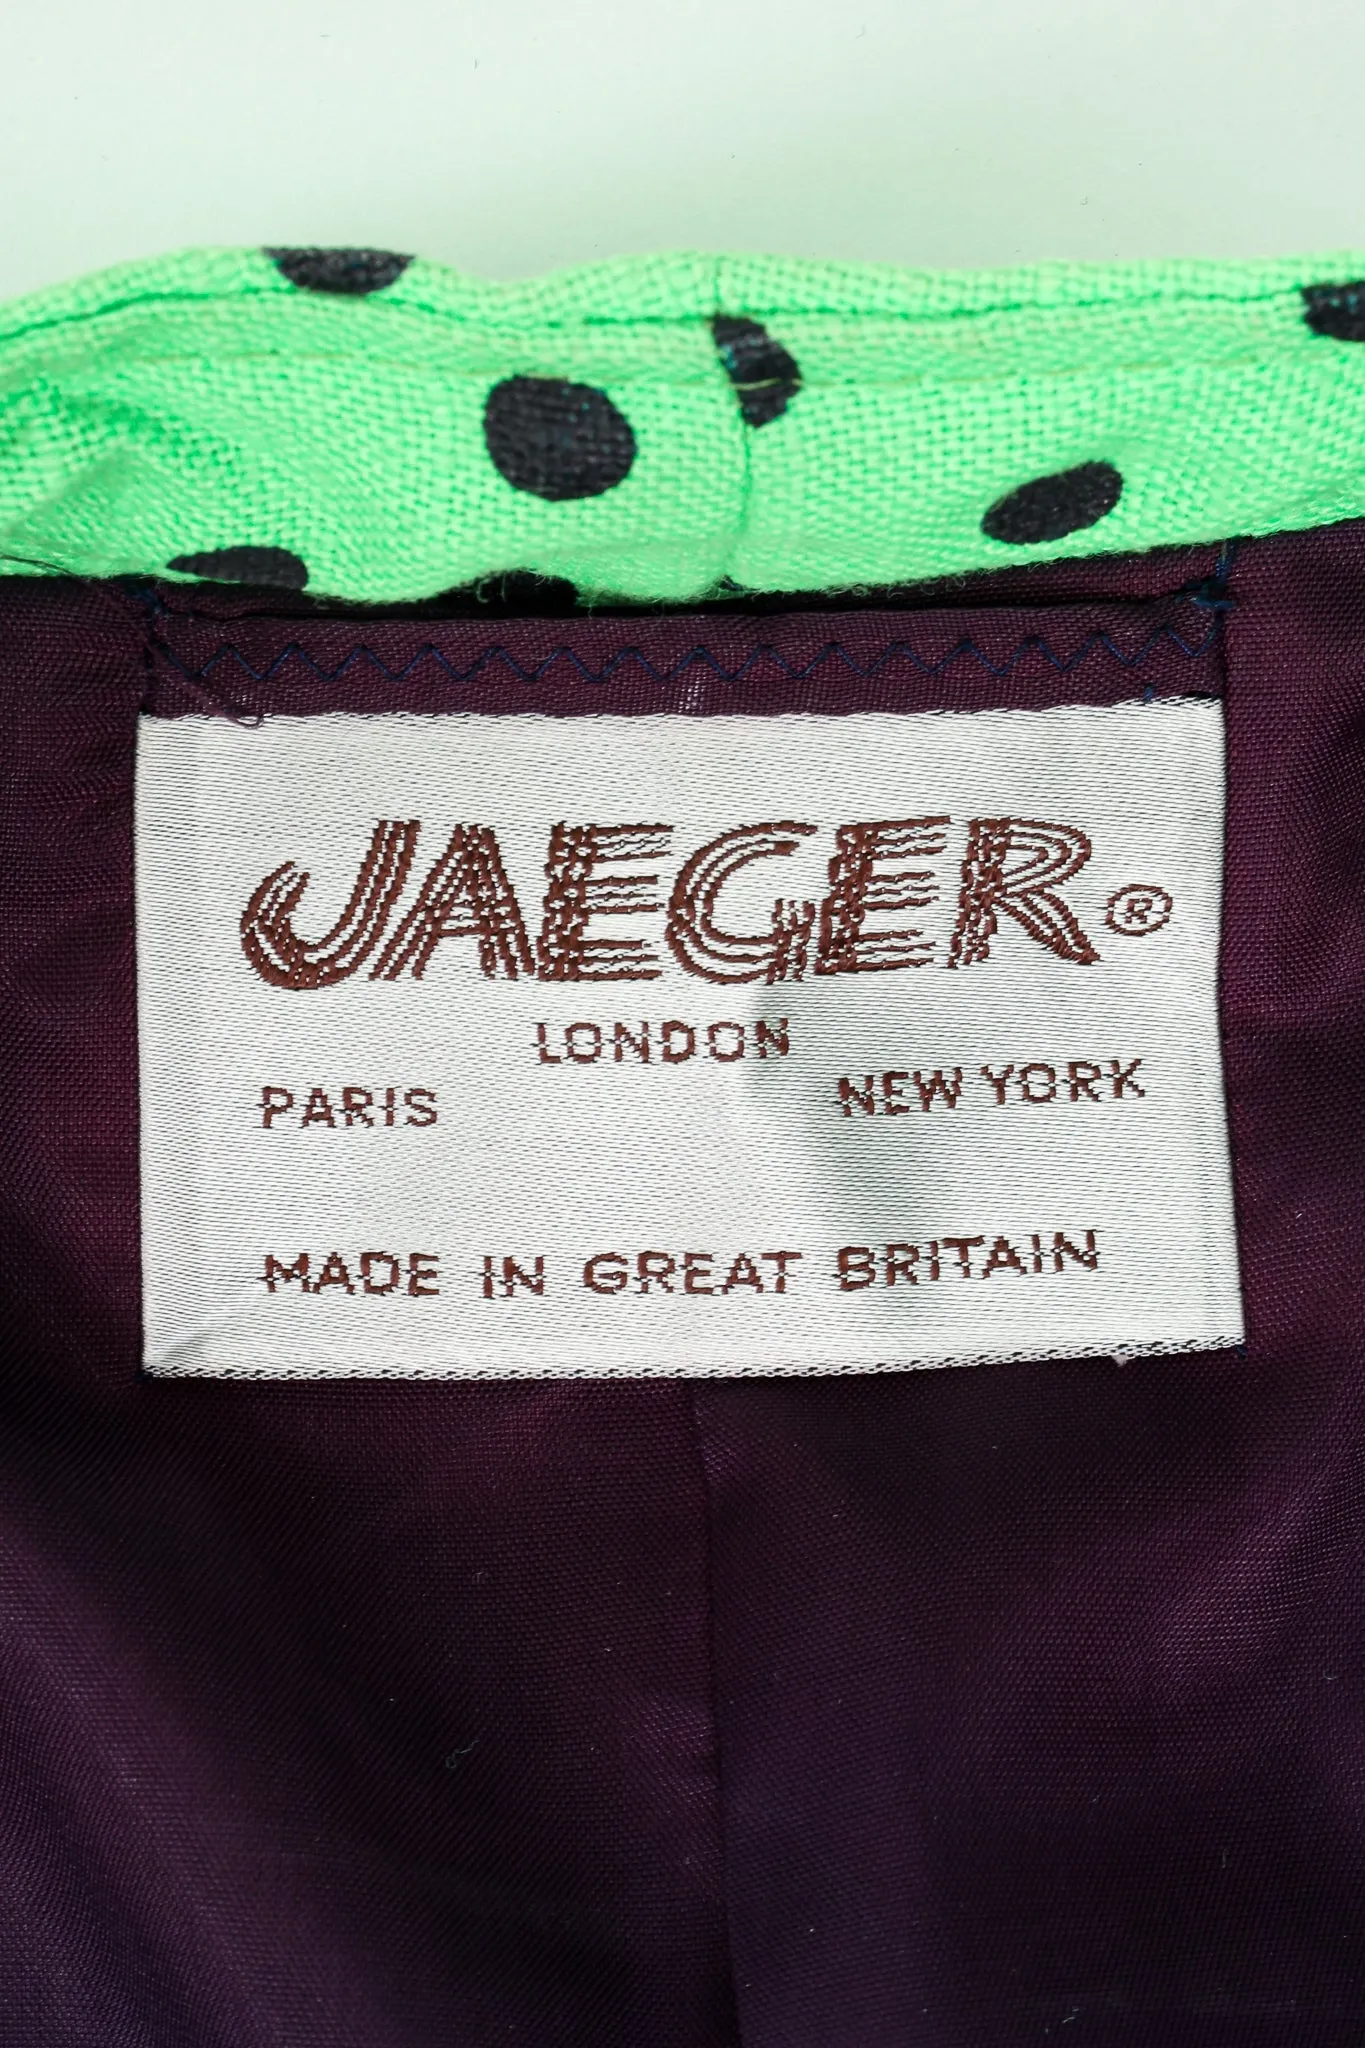 JAEGER®
LONDON
PARIS NEW YORK
MADE IN GREAT BRITAIN